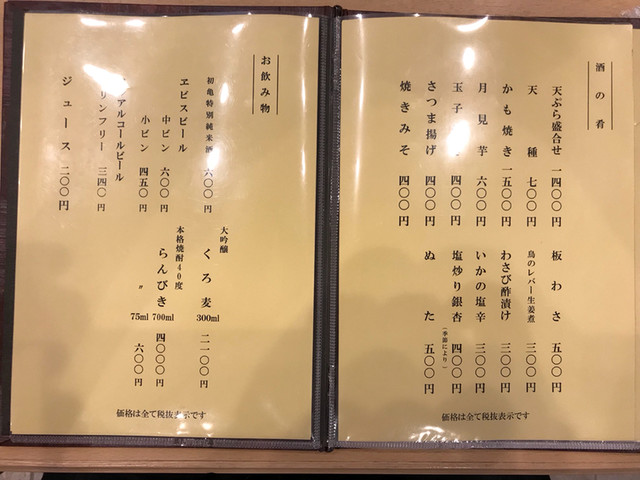 酒の肴
天ぷら盛合せ 一四〇〇円
天種 七〇〇円
かも焼き 一五〇〇円
月見芋 六〇〇円
玉子 四〇〇円
さつま揚げ 四〇〇円
焼きみそ 四〇〇円
板わさ 五〇〇円
鳥のレバー生姜煮 三〇〇円
わさび酢漬け 三〇〇円
いかの塩辛 三〇〇円
塩炒り銀杏 四〇〇円
(季節により)
ぬた 五〇〇円
価格は全て税抜表示です
お飲み物
初亀特別純米酒 六〇〇円
ヱビスビール
中ビン 六〇〇円
小ビン 四五〇円
アルコールビール
リンフリー 三四〇円
ジュース 二〇〇円
大吟醸
くろ麦 300ml 二一〇〇円
本格焼酎40度
らんびき 700ml 四〇〇〇円
〃 75ml 六〇〇円
価格は全て税抜表示です